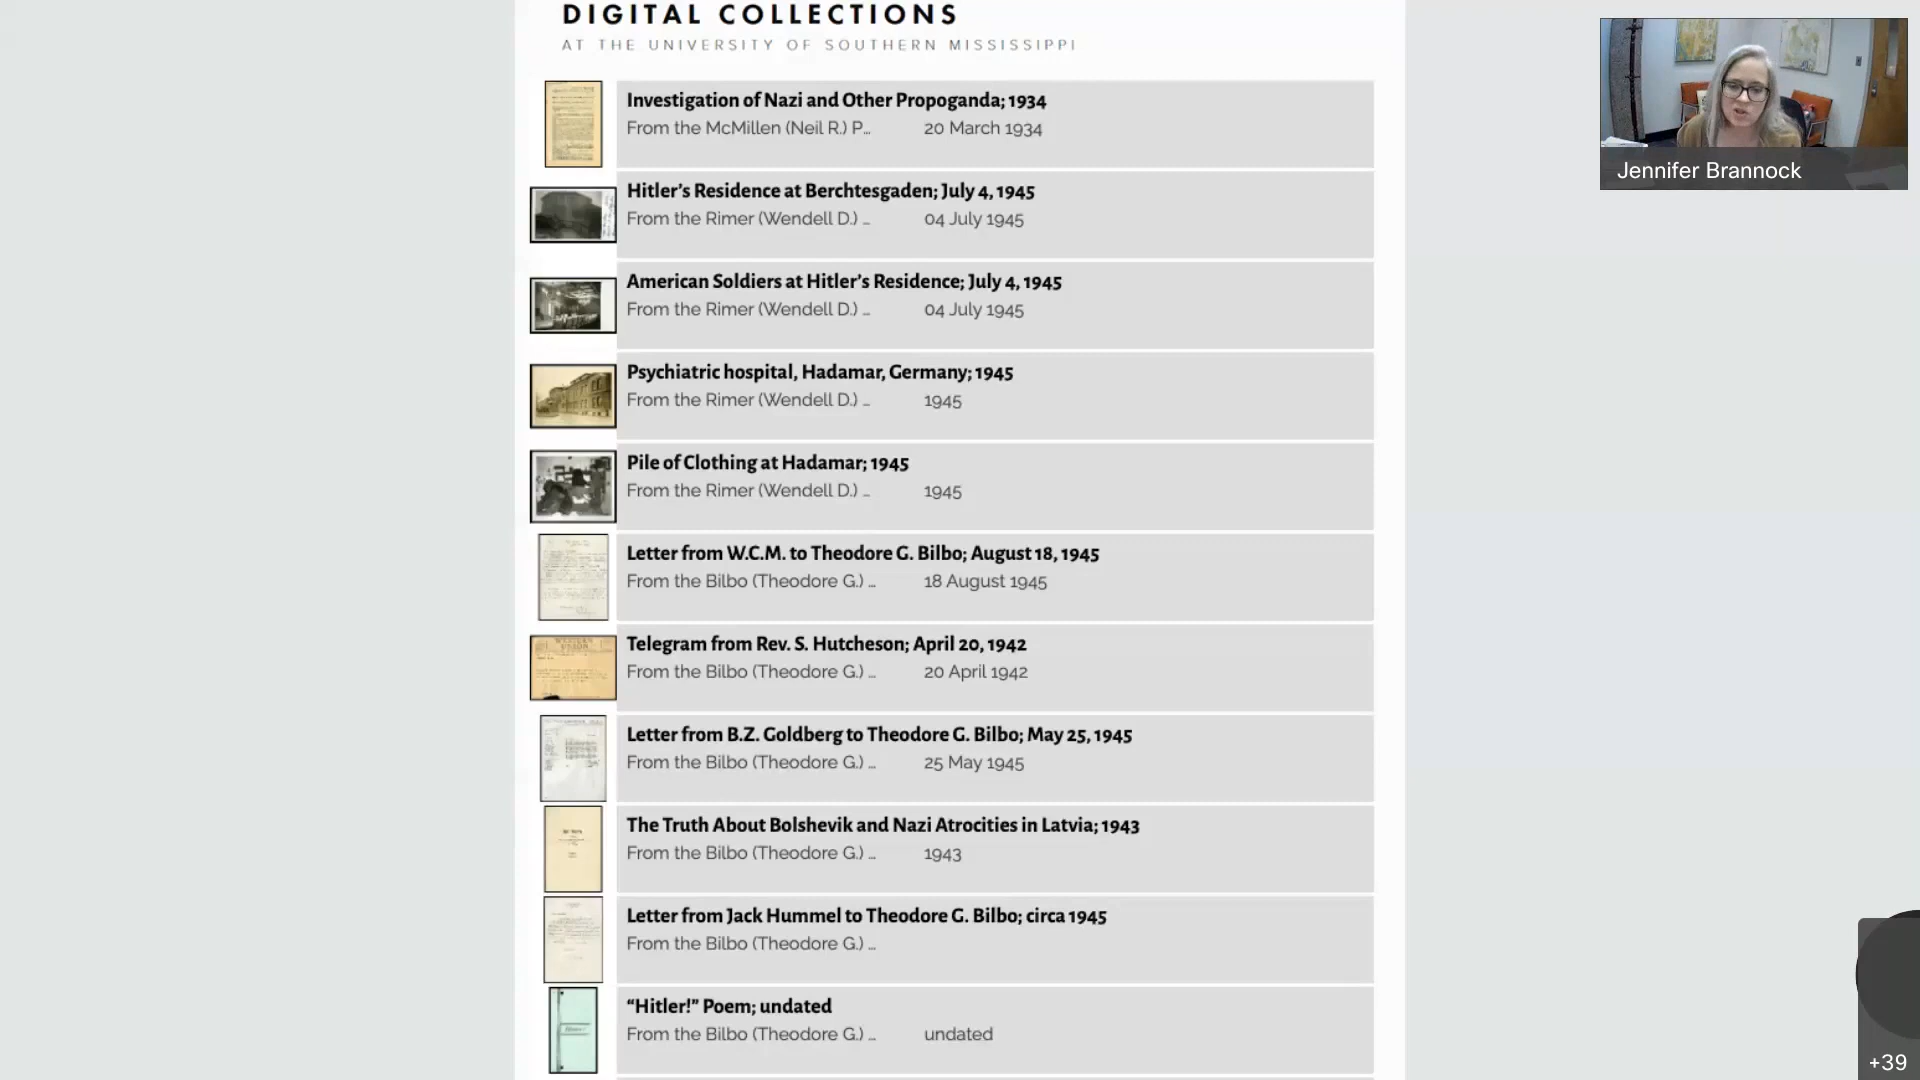 DIGITAL COLLECTIONS
AT THE UNIVERSITY OF SOUTHERN MISSISSIPPI
Investigation of Nazi and Other Propoganda; 1934
From the McMillen (Neil R.) P... 20 March 1934
Hitler's Residence at Berchtesgaden; July 4, 1945
From the Rimer (Wendell D.) ... 04 July 1945
American Soldiers at Hitler's Residence; July 4, 1945
From the Rimer (Wendell D.) ... 04 July 1945
Psychiatric hospital, Hadamar, Germany; 1945
From the Rimer (Wendell D.) ... 1945
Pile of Clothing at Hadamar; 1945
From the Rimer (Wendell D.) ... 1945
Letter from W.C.M. to Theodore G. Bilbo; August 18, 1945
From the Bilbo (Theodore G.) ... 18 August 1945
Telegram from Rev. S. Hutcheson; April 20, 1942
From the Bilbo (Theodore G.) ... 20 April 1942
Letter from B.Z. Goldberg to Theodore G. Bilbo; May 25, 1945
From the Bilbo (Theodore G.) ... 25 May 1945
The Truth About Bolshevik and Nazi Atrocities in Latvia; 1943
From the Bilbo (Theodore G.) ... 1943
Letter from Jack Hummel to Theodore G. Bilbo; circa 1945
From the Bilbo (Theodore G.) ...
“Hitler!” Poem; undated
From the Bilbo (Theodore G.) ... undated
Jennifer Brannock
+39